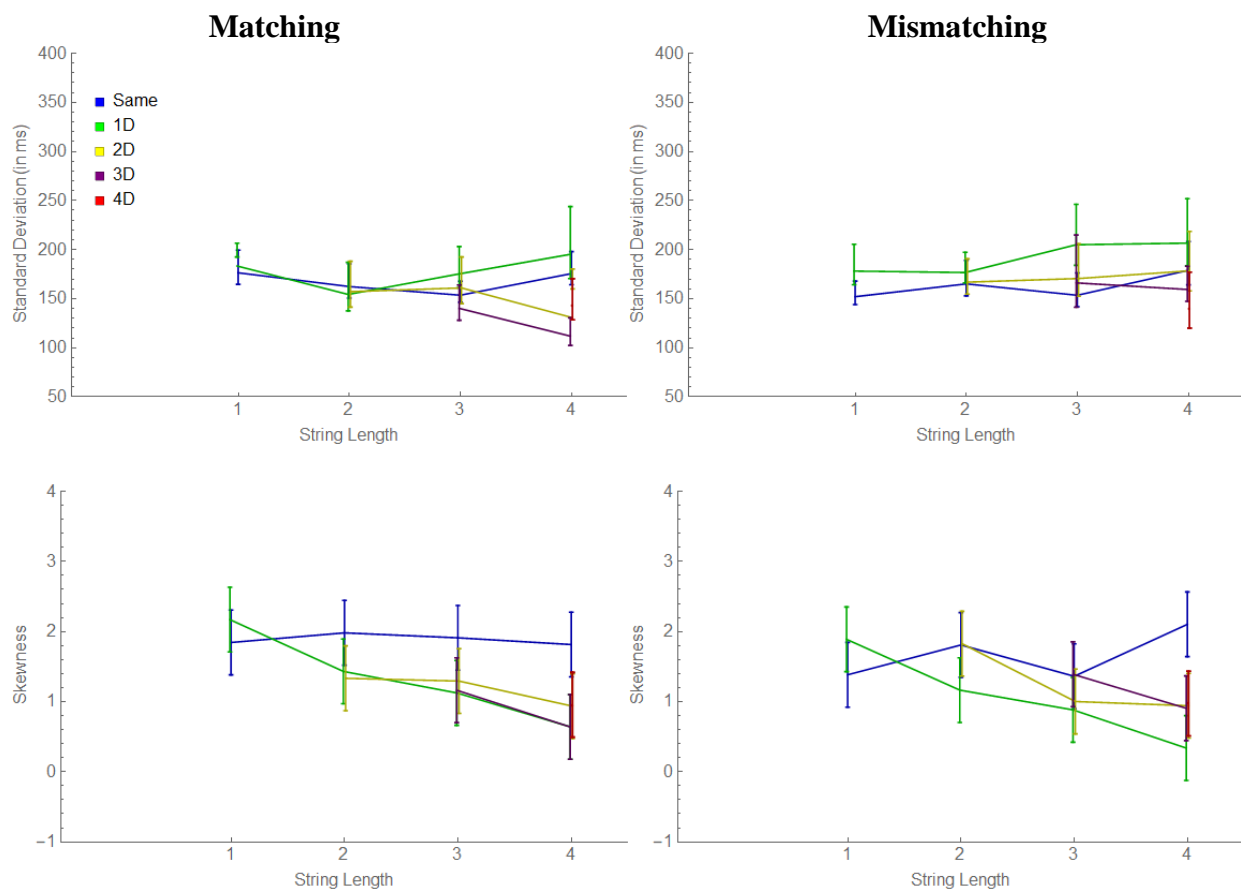 Matching
Mismatching
400
350
300
250
200
150
100
50
Standard Deviation (in ms)
Same
1D
2D
3D
4D
1 2 3 4
String Length
400
350
300
250
200
150
100
50
Standard Deviation (in ms)
1 2 3 4
String Length
4
3
2
1
0
−1
Skewness
1 2 3 4
String Length
4
3
2
1
0
−1
Skewness
1 2 3 4
String Length